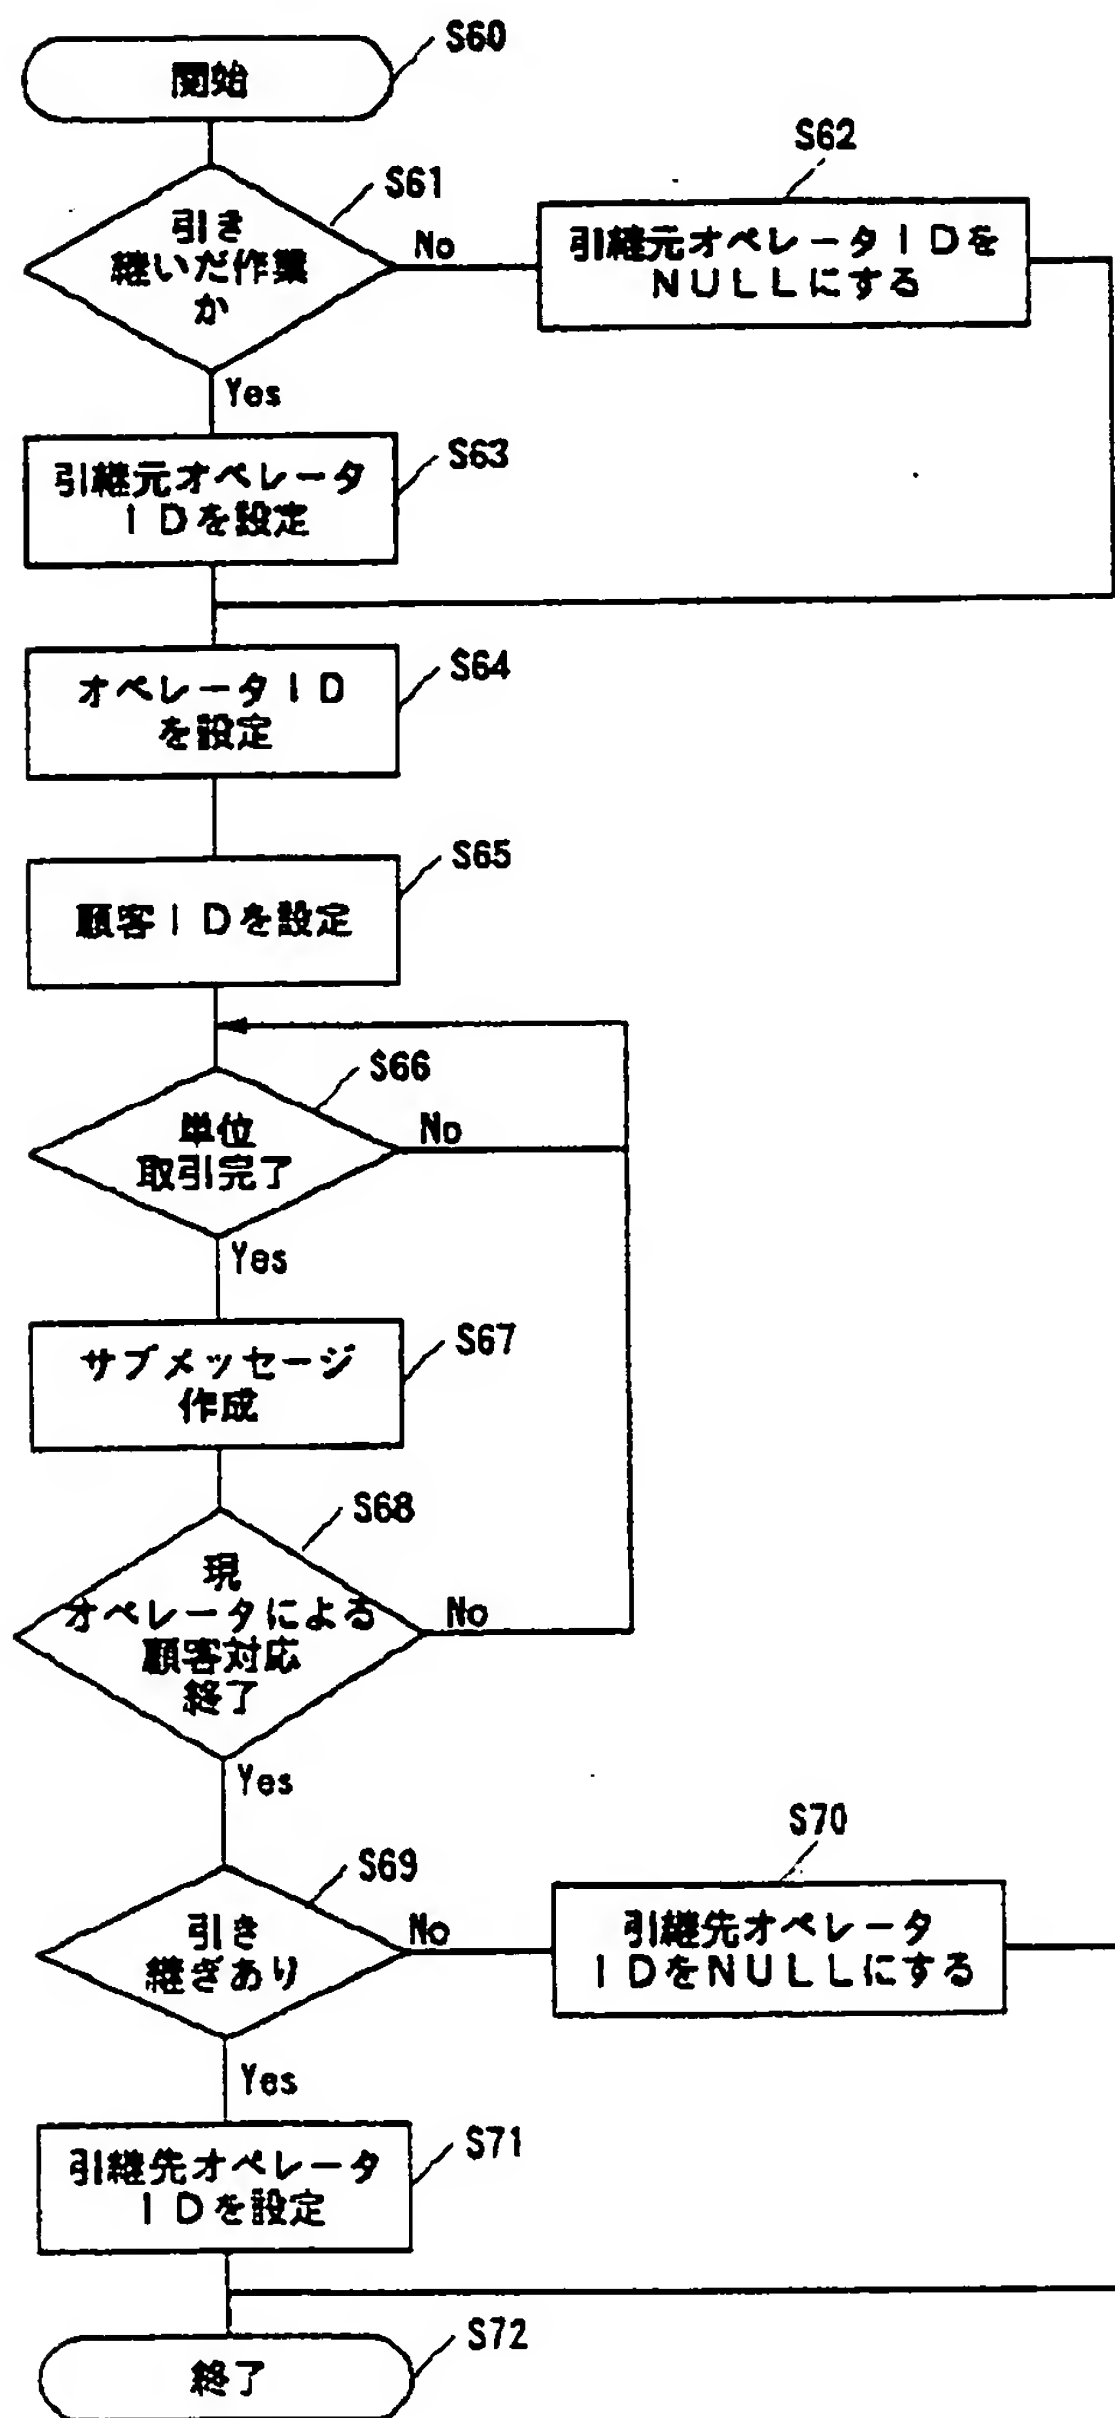 S60
開始
S61
引き
継いだ作業
か
No
S62
引継元オペレータIDを
NULLにする
Yes
S63
引継元オペレータ
IDを設定
S64
オペレータID
を設定
S65
顧客IDを設定
S66
単位
取引完了
No
Yes
S67
サブメッセージ
作成
S68
現
オペレータによる
顧客対応
終了
No
Yes
S69
引き
継ぎあり
No
S70
引継先オペレータ
IDをNULLにする
Yes
S71
引継先オペレータ
IDを設定
S72
終了